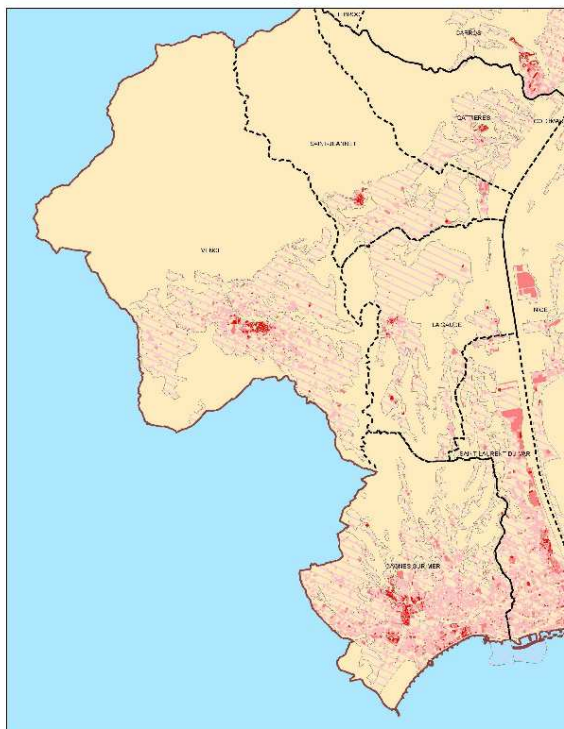 CARROS
GATTIERES
SAINT-JEANNET
VENCE
NICE
LA GAUDE
SAINT LAURENT DU VAR
CAGNES SUR MER